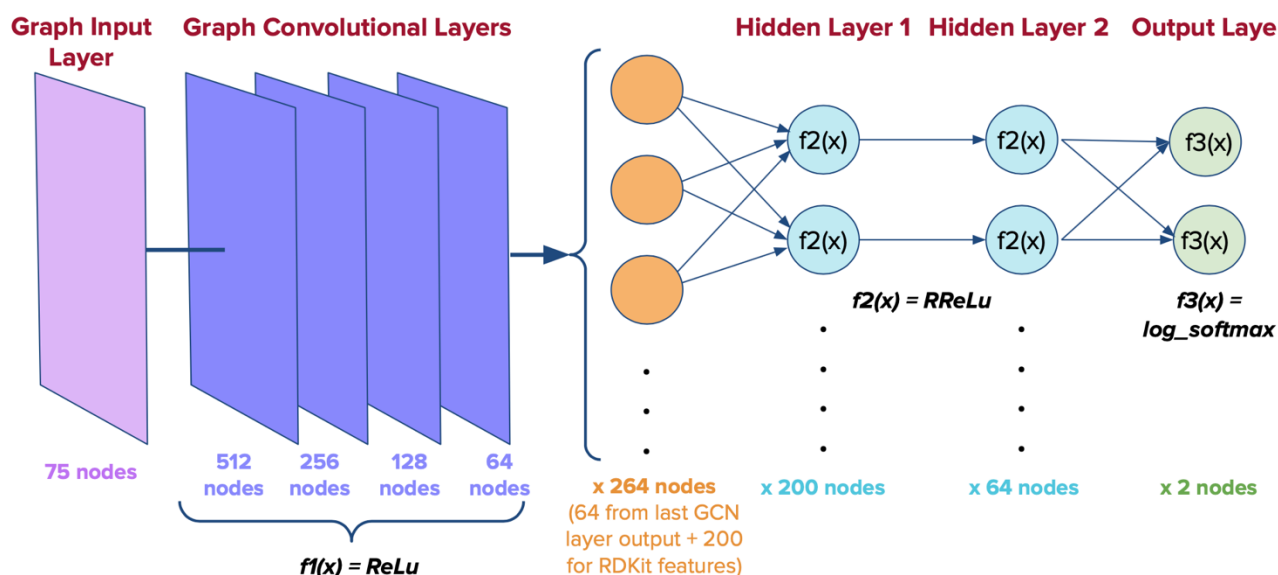 Graph Input
Layer
Graph Convolutional Layers
Hidden Layer 1
Hidden Layer 2
Output Laye
f2(x)
f2(x)
f3(x)
f2(x)
f2(x)
f3(x)
f2(x) = RReLu
f3(x) =
log_softmax
75 nodes
512
nodes
256
nodes
128
nodes
64
nodes
x 264 nodes
(64 from last GCN
layer output + 200
for RDKit features)
x 200 nodes
x 64 nodes
x 2 nodes
f1(x) = ReLu